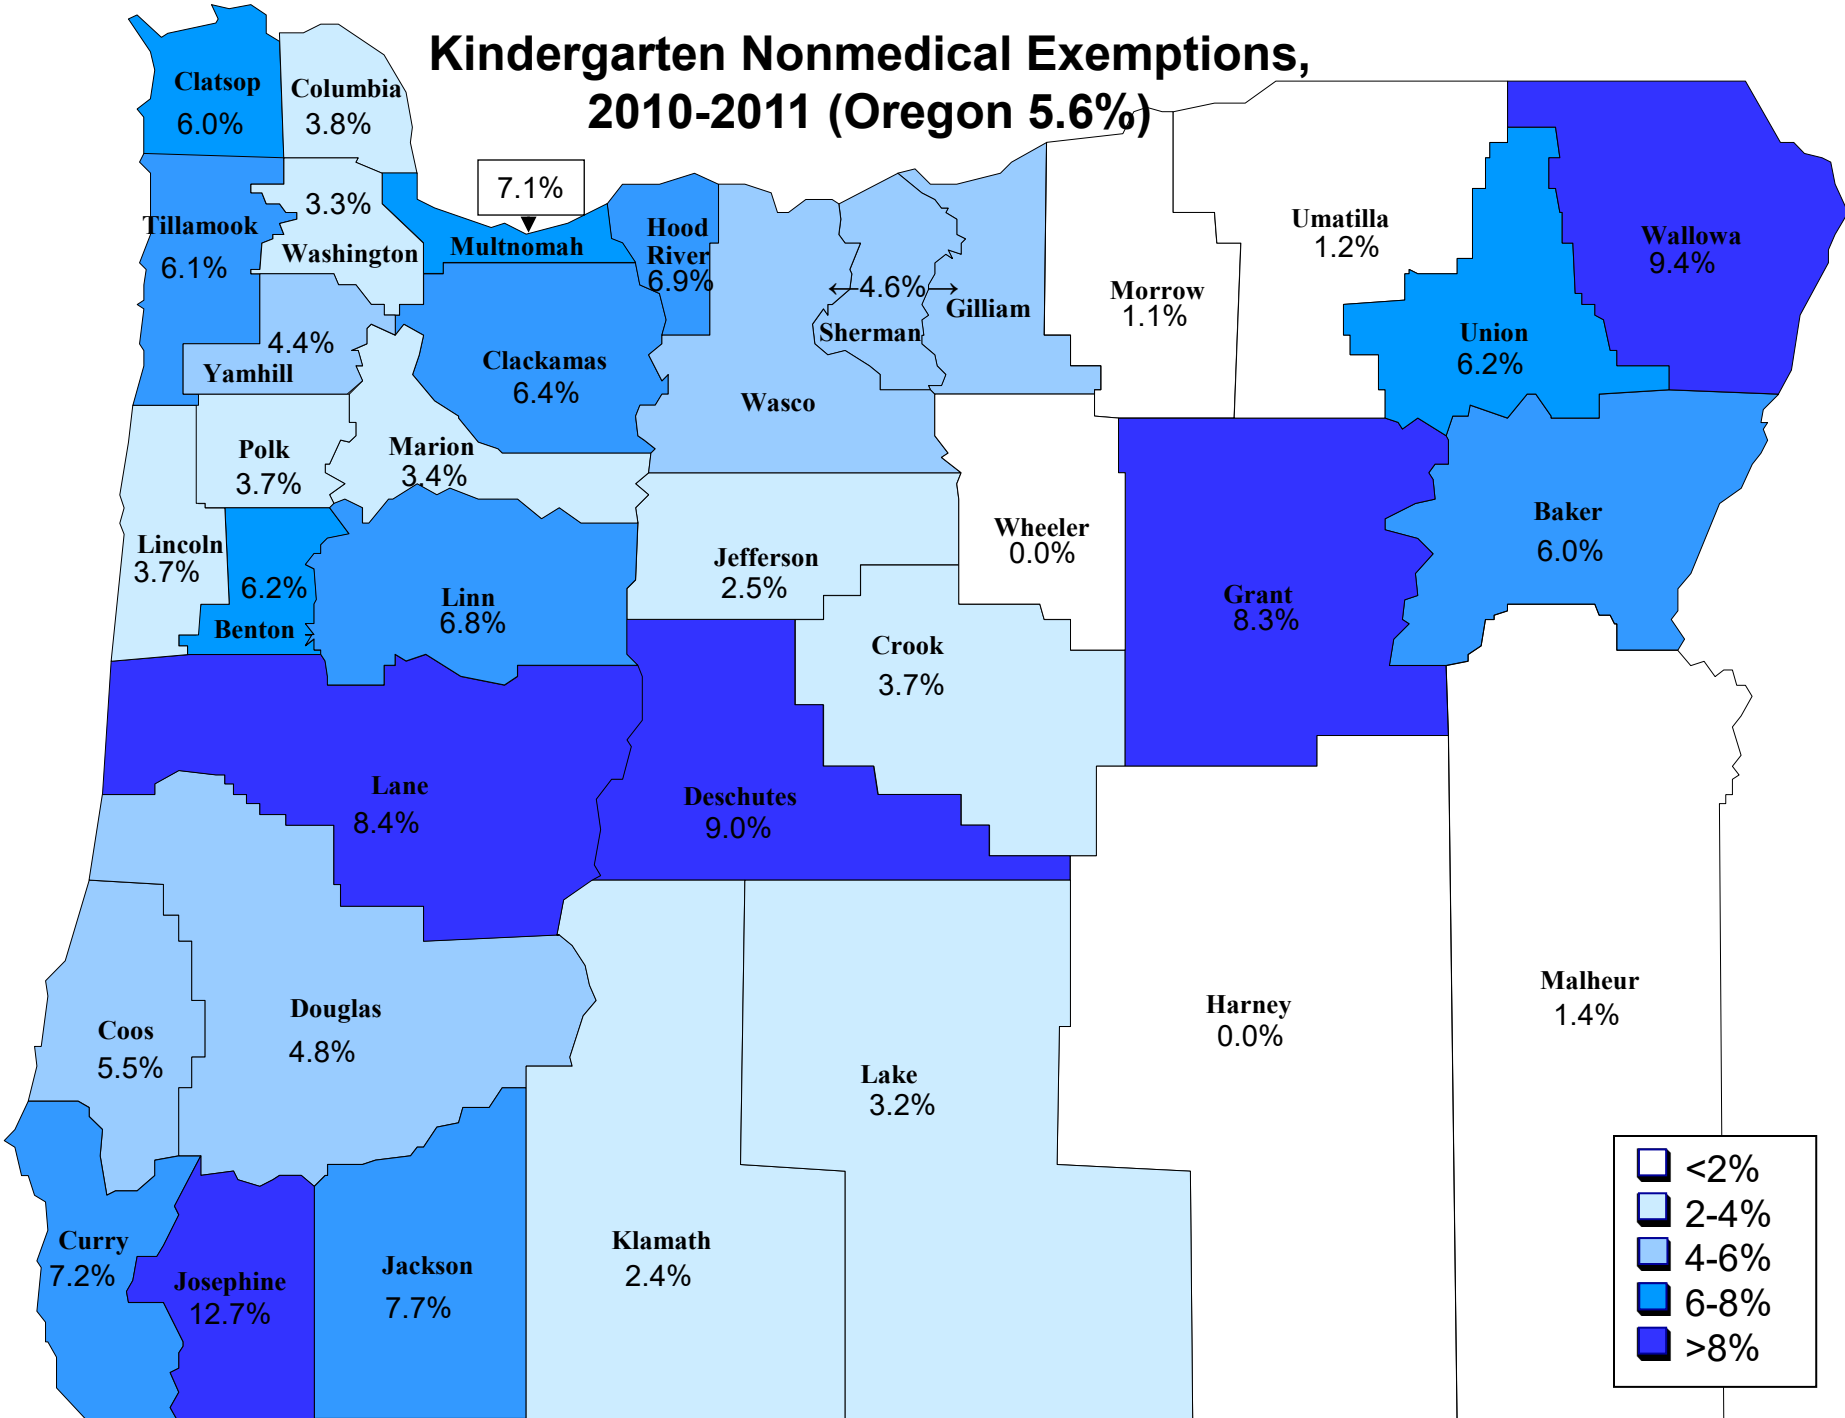 Kindergarten Nonmedical Exemptions,
2010-2011 (Oregon 5.6%)
Clatsop
6.0%
Columbia
3.8%
7.1%
Multnomah
Tillamook
6.1%
3.3%
Washington
Hood
River
6.9%
4.6%
Sherman
Gilliam
Wasco
Morrow
1.1%
Umatilla
1.2%
Wallowa
9.4%
Union
6.2%
4.4%
Yamhill
Clackamas
6.4%
Polk
3.7%
Marion
3.4%
Lincoln
3.7%
6.2%
Benton
Linn
6.8%
Jefferson
2.5%
Wheeler
0.0%
Grant
8.3%
Baker
6.0%
Crook
3.7%
Lane
8.4%
Deschutes
9.0%
Coos
5.5%
Douglas
4.8%
Lake
3.2%
Harney
0.0%
Malheur
1.4%
Curry
7.2%
Josephine
12.7%
Jackson
7.7%
Klamath
2.4%
<2%
2-4%
4-6%
6-8%
>8%